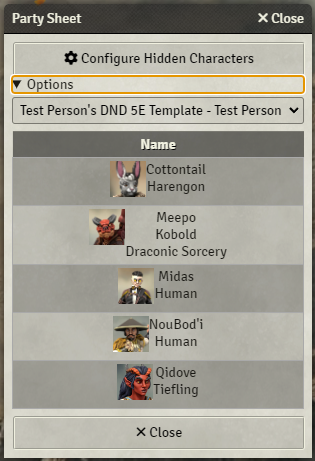 Party Sheet
Close
Configure Hidden Characters
Options
Test Person's DND 5E Template - Test Person
Name
Cottontail
Harengon
Meepo
Kobold
Draconic Sorcery
Midas
Human
NouBod'i
Human
Qidove
Tiefling
Close